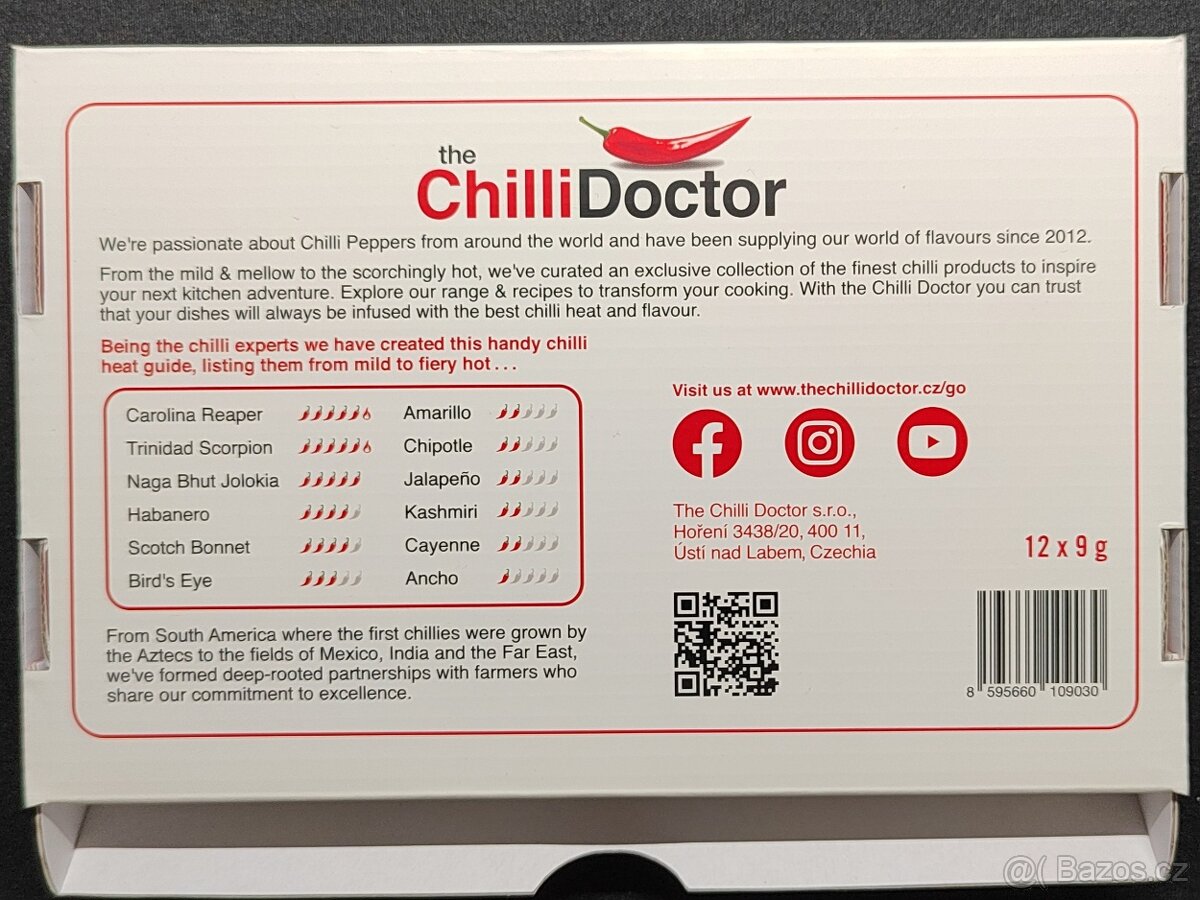 the
ChilliDoctor
We're passionate about Chilli Peppers from around the world and have been supplying our world of flavours since 2012.
From the mild & mellow to the scorchingly hot, we've curated an exclusive collection of the finest chilli products to inspire
your next kitchen adventure. Explore our range & recipes to transform your cooking. With the Chilli Doctor you can trust
that your dishes will always be infused with the best chilli heat and flavour.
Being the chilli experts we have created this handy chilli
heat guide, listing them from mild to fiery hot...
Carolina Reaper
Trinidad Scorpion
Naga Bhut Jolokia
Habanero
Scotch Bonnet
Bird's Eye
Amarillo
Chipotle
Jalapeño
Kashmiri
Cayenne
Ancho
From South America where the first chillies were grown by
the Aztecs to the fields of Mexico, India and the Far East,
we've formed deep-rooted partnerships with farmers who
share our commitment to excellence.
Visit us at www.thechillidoctor.cz/go
The Chilli Doctor s.r.o.,
Hoření 3438/20, 400 11,
Ústí nad Labem, Czechia
12 x 9 g
8 595660 109030
@( Bazos.cz